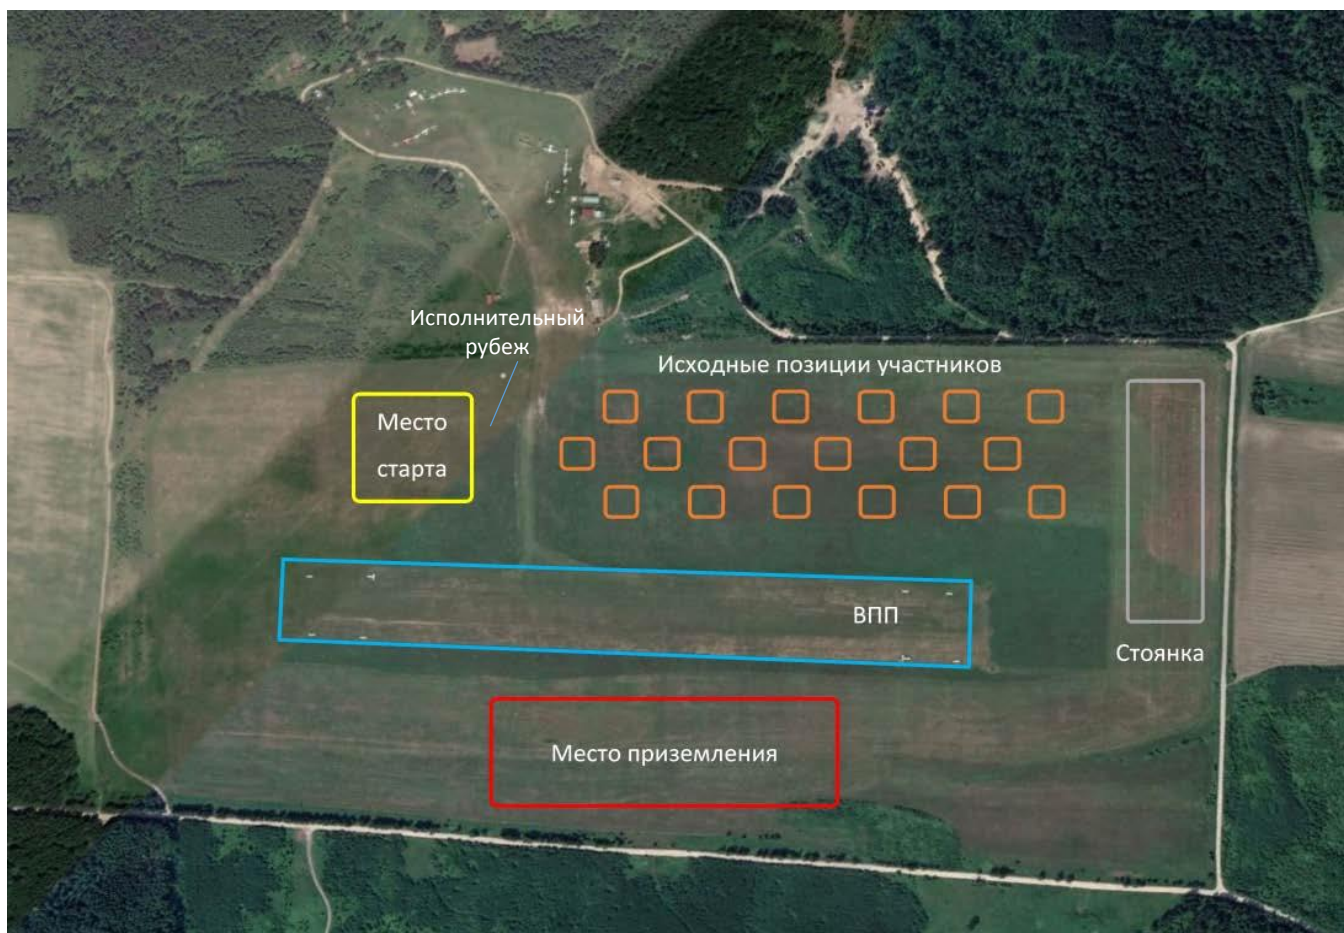 Исполнительный
рубеж
Исходные позиции участников
Место
старта
ВПП
Стоянка
Место приземления